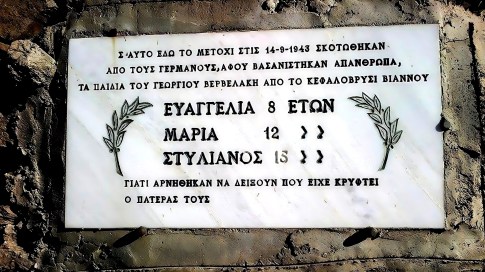 Σ'ΑΥΤΟ ΕΔΩ ΤΟ ΜΕΤΟΧΙ ΣΤΙΣ 14-9-1943 ΣΚΟΤΩΘΗΚΑΝ
ΑΠΟ ΤΟΥΣ ΓΕΡΜΑΝΟΥΣ, ΑΦΟΥ ΒΑΣΑΝΙΣΤΗΚΑΝ ΑΠΑΝΘΡΩΠΑ,
ΤΑ ΠΑΙΔΙΑ ΤΟΥ ΓΕΩΡΓΙΟΥ ΒΕΡΒΕΛΑΚΗ ΑΠΟ ΤΟ ΚΕΦΑΛΟΒΡΥΣΙ ΒΙΑΝΝΟΥ
ΕΥΑΓΓΕΛΙΑ 8 ΕΤΩΝ
ΜΑΡΙΑ 12 >>
ΣΤΥΛΙΑΝΟΣ 15 >>
ΓΙΑΤΙ ΑΡΝΗΘΗΚΑΝ ΝΑ ΔΕΙΞΟΥΝ ΠΟΥ ΕΙΧΕ ΚΡΥΦΤΕΙ
Ο ΠΑΤΕΡΑΣ ΤΟΥΣ